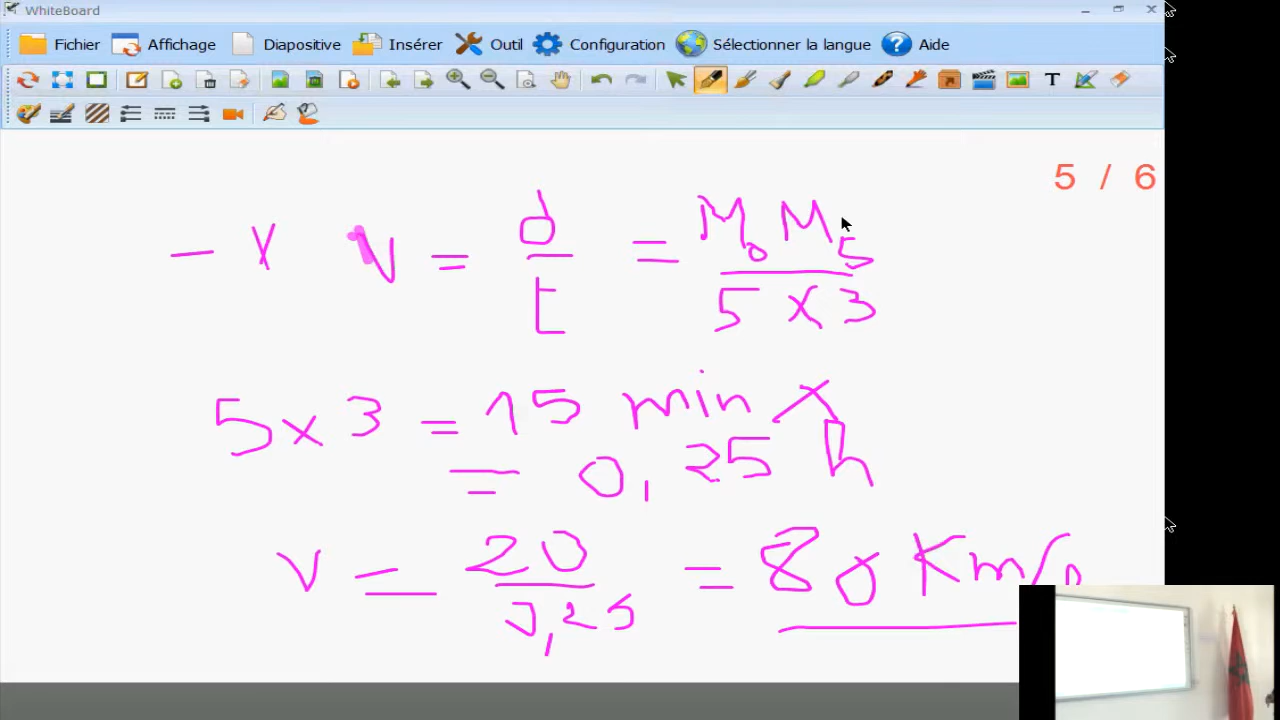 WhiteBoard
Fichier Affichage Diapositive Insérer Outil Configuration Sélectionner la langue Aide
T
5 / 6
V = d/t = M₀M₅/5 x 3
5 x 3 = 15 min
= 0,25 h
v = 20/0,25 = 80 Km/h